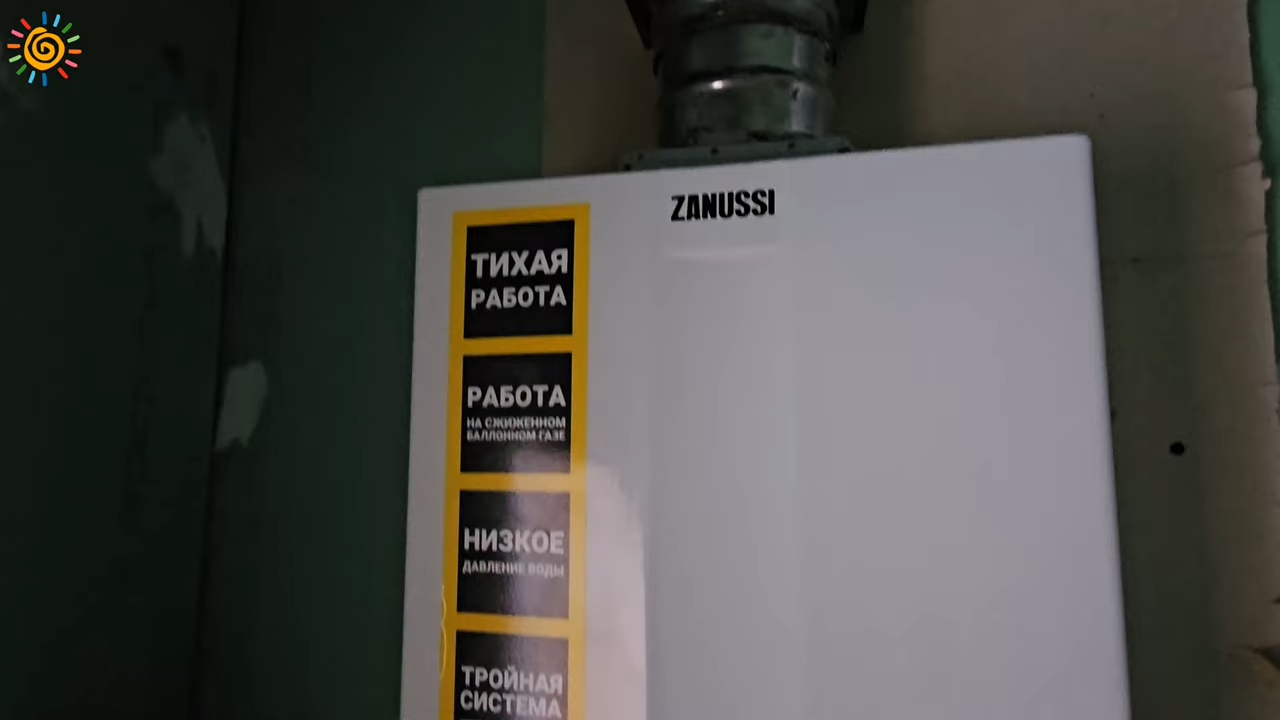 ZANUSSI
ТИХАЯ
РАБОТА
РАБОТА
НА СЖИЖЕННОМ
БАЛЛОННОМ ГАЗЕ
НИЗКОЕ
ДАВЛЕНИЕ ВОДЫ
ТРОЙНАЯ
СИСТЕМА